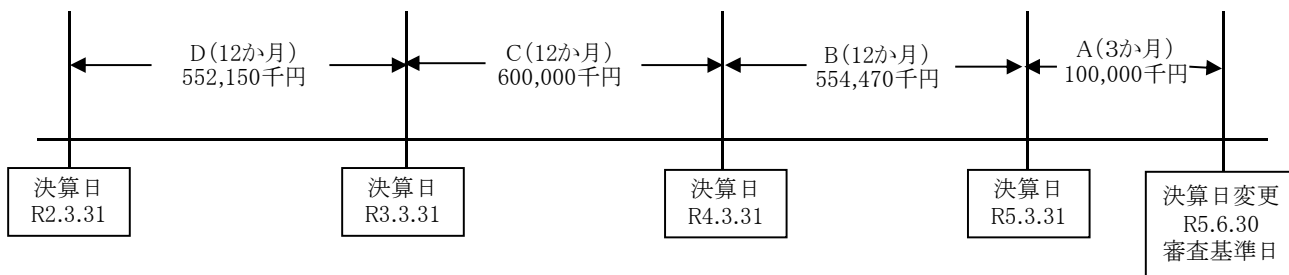 D(12か月)
552,150千円
C(12か月)
600,000千円
B(12か月)
554,470千円
A(3か月)
100,000千円
決算日
R2.3.31
決算日
R3.3.31
決算日
R4.3.31
決算日
R5.3.31
決算日変更
R5.6.30
審査基準日